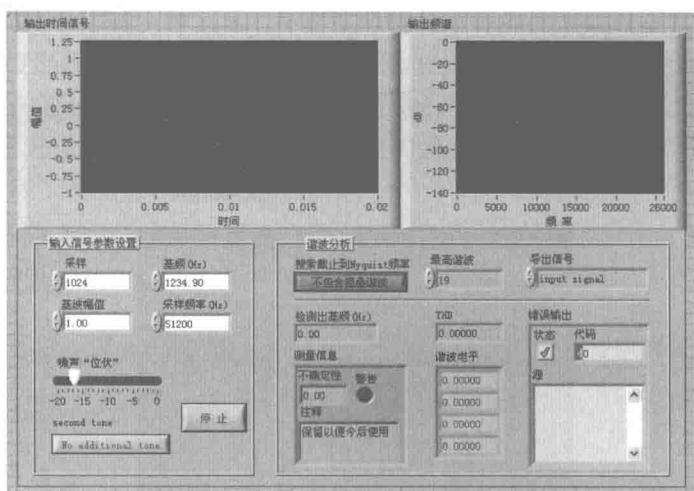 输出时间信号
1.25
1
0.75
0.5
0.25
0
-0.25
-0.5
-0.75
-1
幅值
0
0.005
0.01
0.015
0.02
时间
输出频谱
0
-20
-40
-60
-80
-100
-120
-140
dB
0
5000
10000
15000
20000
26000
频率
输入信号参数设置
采样
1024
基频(Hz)
1234.90
基波幅值
1.00
采样频率(Hz)
51200
噪声“位伏”
-20 -15 -10 -5 0
second tone
No additional tone
停止
谐波分析
搜索截止到Nyquist频率
不包含混叠谐波
最高谐波
19
导出信号
input signal
检测出基频(Hz)
0.00
THD
0.00000
错误输出
状态
代码
0
源
测量信息
不确定性
0.00
警告
注释
保留以便今后使用
谐波电平
0.00000
0.00000
0.00000
0.00000